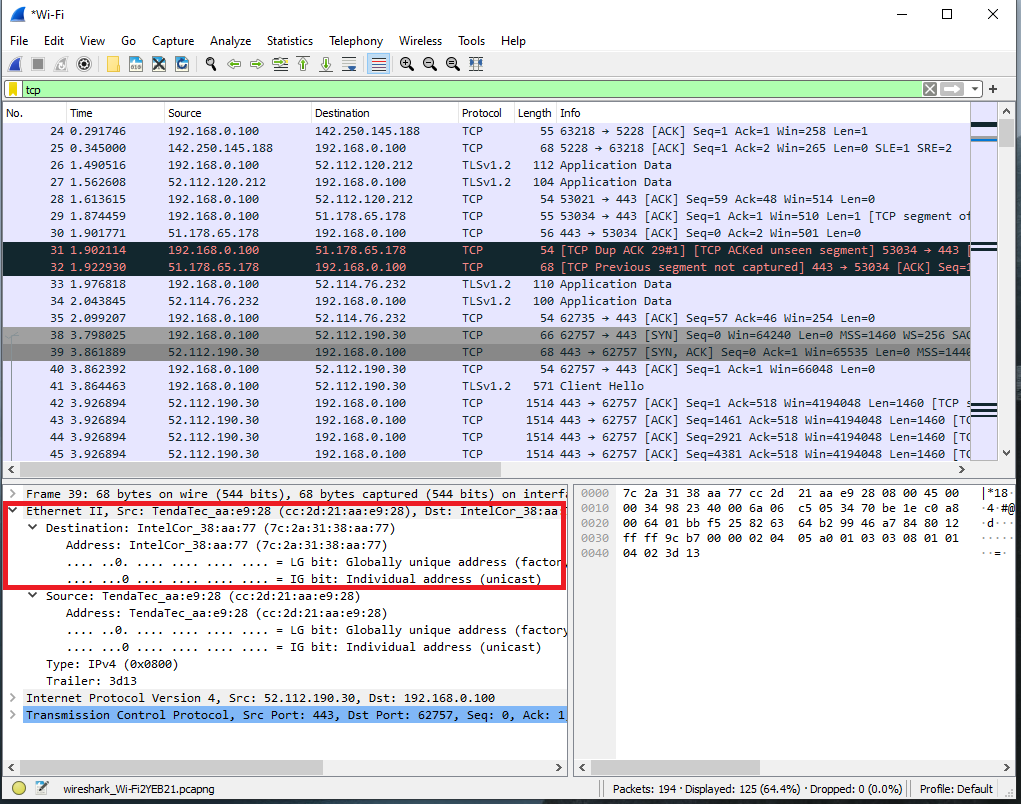 *Wi-Fi
File Edit View Go Capture Analyze Statistics Telephony Wireless Tools Help
tcp
No. Time Source Destination Protocol Length Info
24 0.291746 192.168.0.100 142.250.145.188 TCP 55 63218 → 5228 [ACK] Seq=1 Ack=1 Win=258 Len=1
25 0.345000 142.250.145.188 192.168.0.100 TCP 68 5228 → 63218 [ACK] Seq=1 Ack=2 Win=265 Len=0 SLE=1 SRE=2
26 1.490516 192.168.0.100 52.112.120.212 TLSv1.2 112 Application Data
27 1.562608 52.112.120.212 192.168.0.100 TLSv1.2 104 Application Data
28 1.613615 192.168.0.100 52.112.120.212 TCP 54 53021 → 443 [ACK] Seq=59 Ack=48 Win=514 Len=0
29 1.874459 192.168.0.100 51.178.65.178 TCP 55 53034 → 443 [ACK] Seq=1 Ack=1 Win=510 Len=1 [TCP segment of
30 1.901771 51.178.65.178 192.168.0.100 TCP 56 443 → 53034 [ACK] Seq=0 Ack=2 Win=501 Len=0
31 1.902114 192.168.0.100 51.178.65.178 TCP 54 [TCP Dup ACK 29#1] [TCP ACKed unseen segment] 53034 → 443 [
32 1.922930 51.178.65.178 192.168.0.100 TCP 68 [TCP Previous segment not captured] 443 → 53034 [ACK] Seq=1
33 1.976818 192.168.0.100 52.114.76.232 TLSv1.2 110 Application Data
34 2.043845 52.114.76.232 192.168.0.100 TLSv1.2 100 Application Data
35 2.099207 192.168.0.100 52.114.76.232 TCP 54 62735 → 443 [ACK] Seq=57 Ack=46 Win=254 Len=0
38 3.798025 192.168.0.100 52.112.190.30 TCP 66 62757 → 443 [SYN] Seq=0 Win=64240 Len=0 MSS=1460 WS=256 SAC
39 3.861889 52.112.190.30 192.168.0.100 TCP 68 443 → 62757 [SYN, ACK] Seq=0 Ack=1 Win=65535 Len=0 MSS=1440
40 3.862392 192.168.0.100 52.112.190.30 TCP 54 62757 → 443 [ACK] Seq=1 Ack=1 Win=66048 Len=0
41 3.864463 192.168.0.100 52.112.190.30 TLSv1.2 571 Client Hello
42 3.926894 52.112.190.30 192.168.0.100 TCP 1514 443 → 62757 [ACK] Seq=1 Ack=518 Win=4194048 Len=1460 [TCP s
43 3.926894 52.112.190.30 192.168.0.100 TCP 1514 443 → 62757 [ACK] Seq=1461 Ack=518 Win=4194048 Len=1460 [TC
44 3.926894 52.112.190.30 192.168.0.100 TCP 1514 443 → 62757 [ACK] Seq=2921 Ack=518 Win=4194048 Len=1460 [TC
45 3.926894 52.112.190.30 192.168.0.100 TCP 1514 443 → 62757 [ACK] Seq=4381 Ack=518 Win=4194048 Len=1460 [TC
Frame 39: 68 bytes on wire (544 bits), 68 bytes captured (544 bits) on interfa
Ethernet II, Src: TendaTec_aa:e9:28 (cc:2d:21:aa:e9:28), Dst: IntelCor_38:aa:
Destination: IntelCor_38:aa:77 (7c:2a:31:38:aa:77)
Address: IntelCor_38:aa:77 (7c:2a:31:38:aa:77)
.... ..0. .... .... .... .... = LG bit: Globally unique address (factory
.... ...0 .... .... .... .... = IG bit: Individual address (unicast)
Source: TendaTec_aa:e9:28 (cc:2d:21:aa:e9:28)
Address: TendaTec_aa:e9:28 (cc:2d:21:aa:e9:28)
.... ..0. .... .... .... .... = LG bit: Globally unique address (factory
.... ...0 .... .... .... .... = IG bit: Individual address (unicast)
Type: IPv4 (0x0800)
Trailer: 3d13
Internet Protocol Version 4, Src: 52.112.190.30, Dst: 192.168.0.100
Transmission Control Protocol, Src Port: 443, Dst Port: 62757, Seq: 0, Ack: 1,
0000 7c 2a 31 38 aa 77 cc 2d 21 aa e9 28 08 00 45 00 |*18·
0010 00 34 98 23 40 00 6a 06 c5 05 34 70 be 1e c0 a8 ·4·#@
0020 00 64 01 bb f5 25 82 63 64 b2 99 46 a7 84 80 12 ·d···
0030 ff ff 9c b7 00 00 02 04 05 a0 01 03 03 08 01 01 ·····
0040 04 02 3d 13 ··=·
wireshark_Wi-Fi2YEB21.pcapng
Packets: 194 · Displayed: 125 (64.4%) · Dropped: 0 (0.0%)
Profile: Default